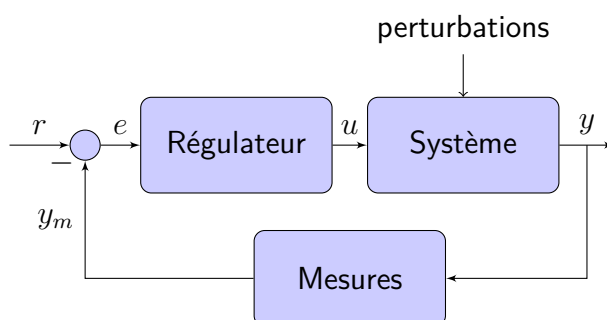 perturbations
r
e
Régulateur
u
Système
y
−
y_m
Mesures